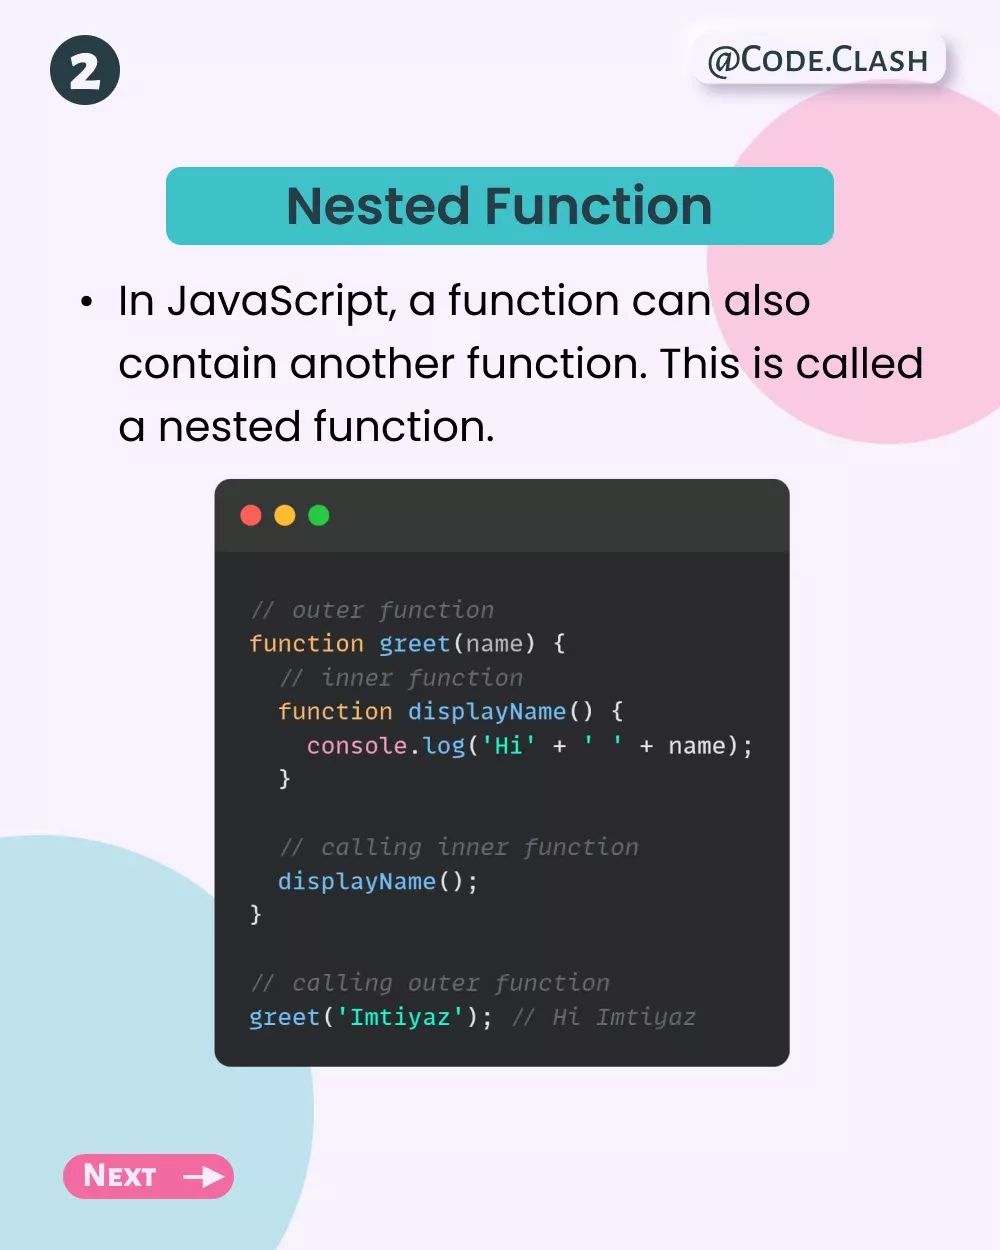 2
@Code.Clash
Nested Function
• In JavaScript, a function can also
contain another function. This is called
a nested function.
// outer function
function greet(name) {
  // inner function
  function displayName() {
    console.log('Hi' + ' ' + name);
  }

  // calling inner function
  displayName();
}

// calling outer function
greet('Imtiyaz'); // Hi Imtiyaz
Next →